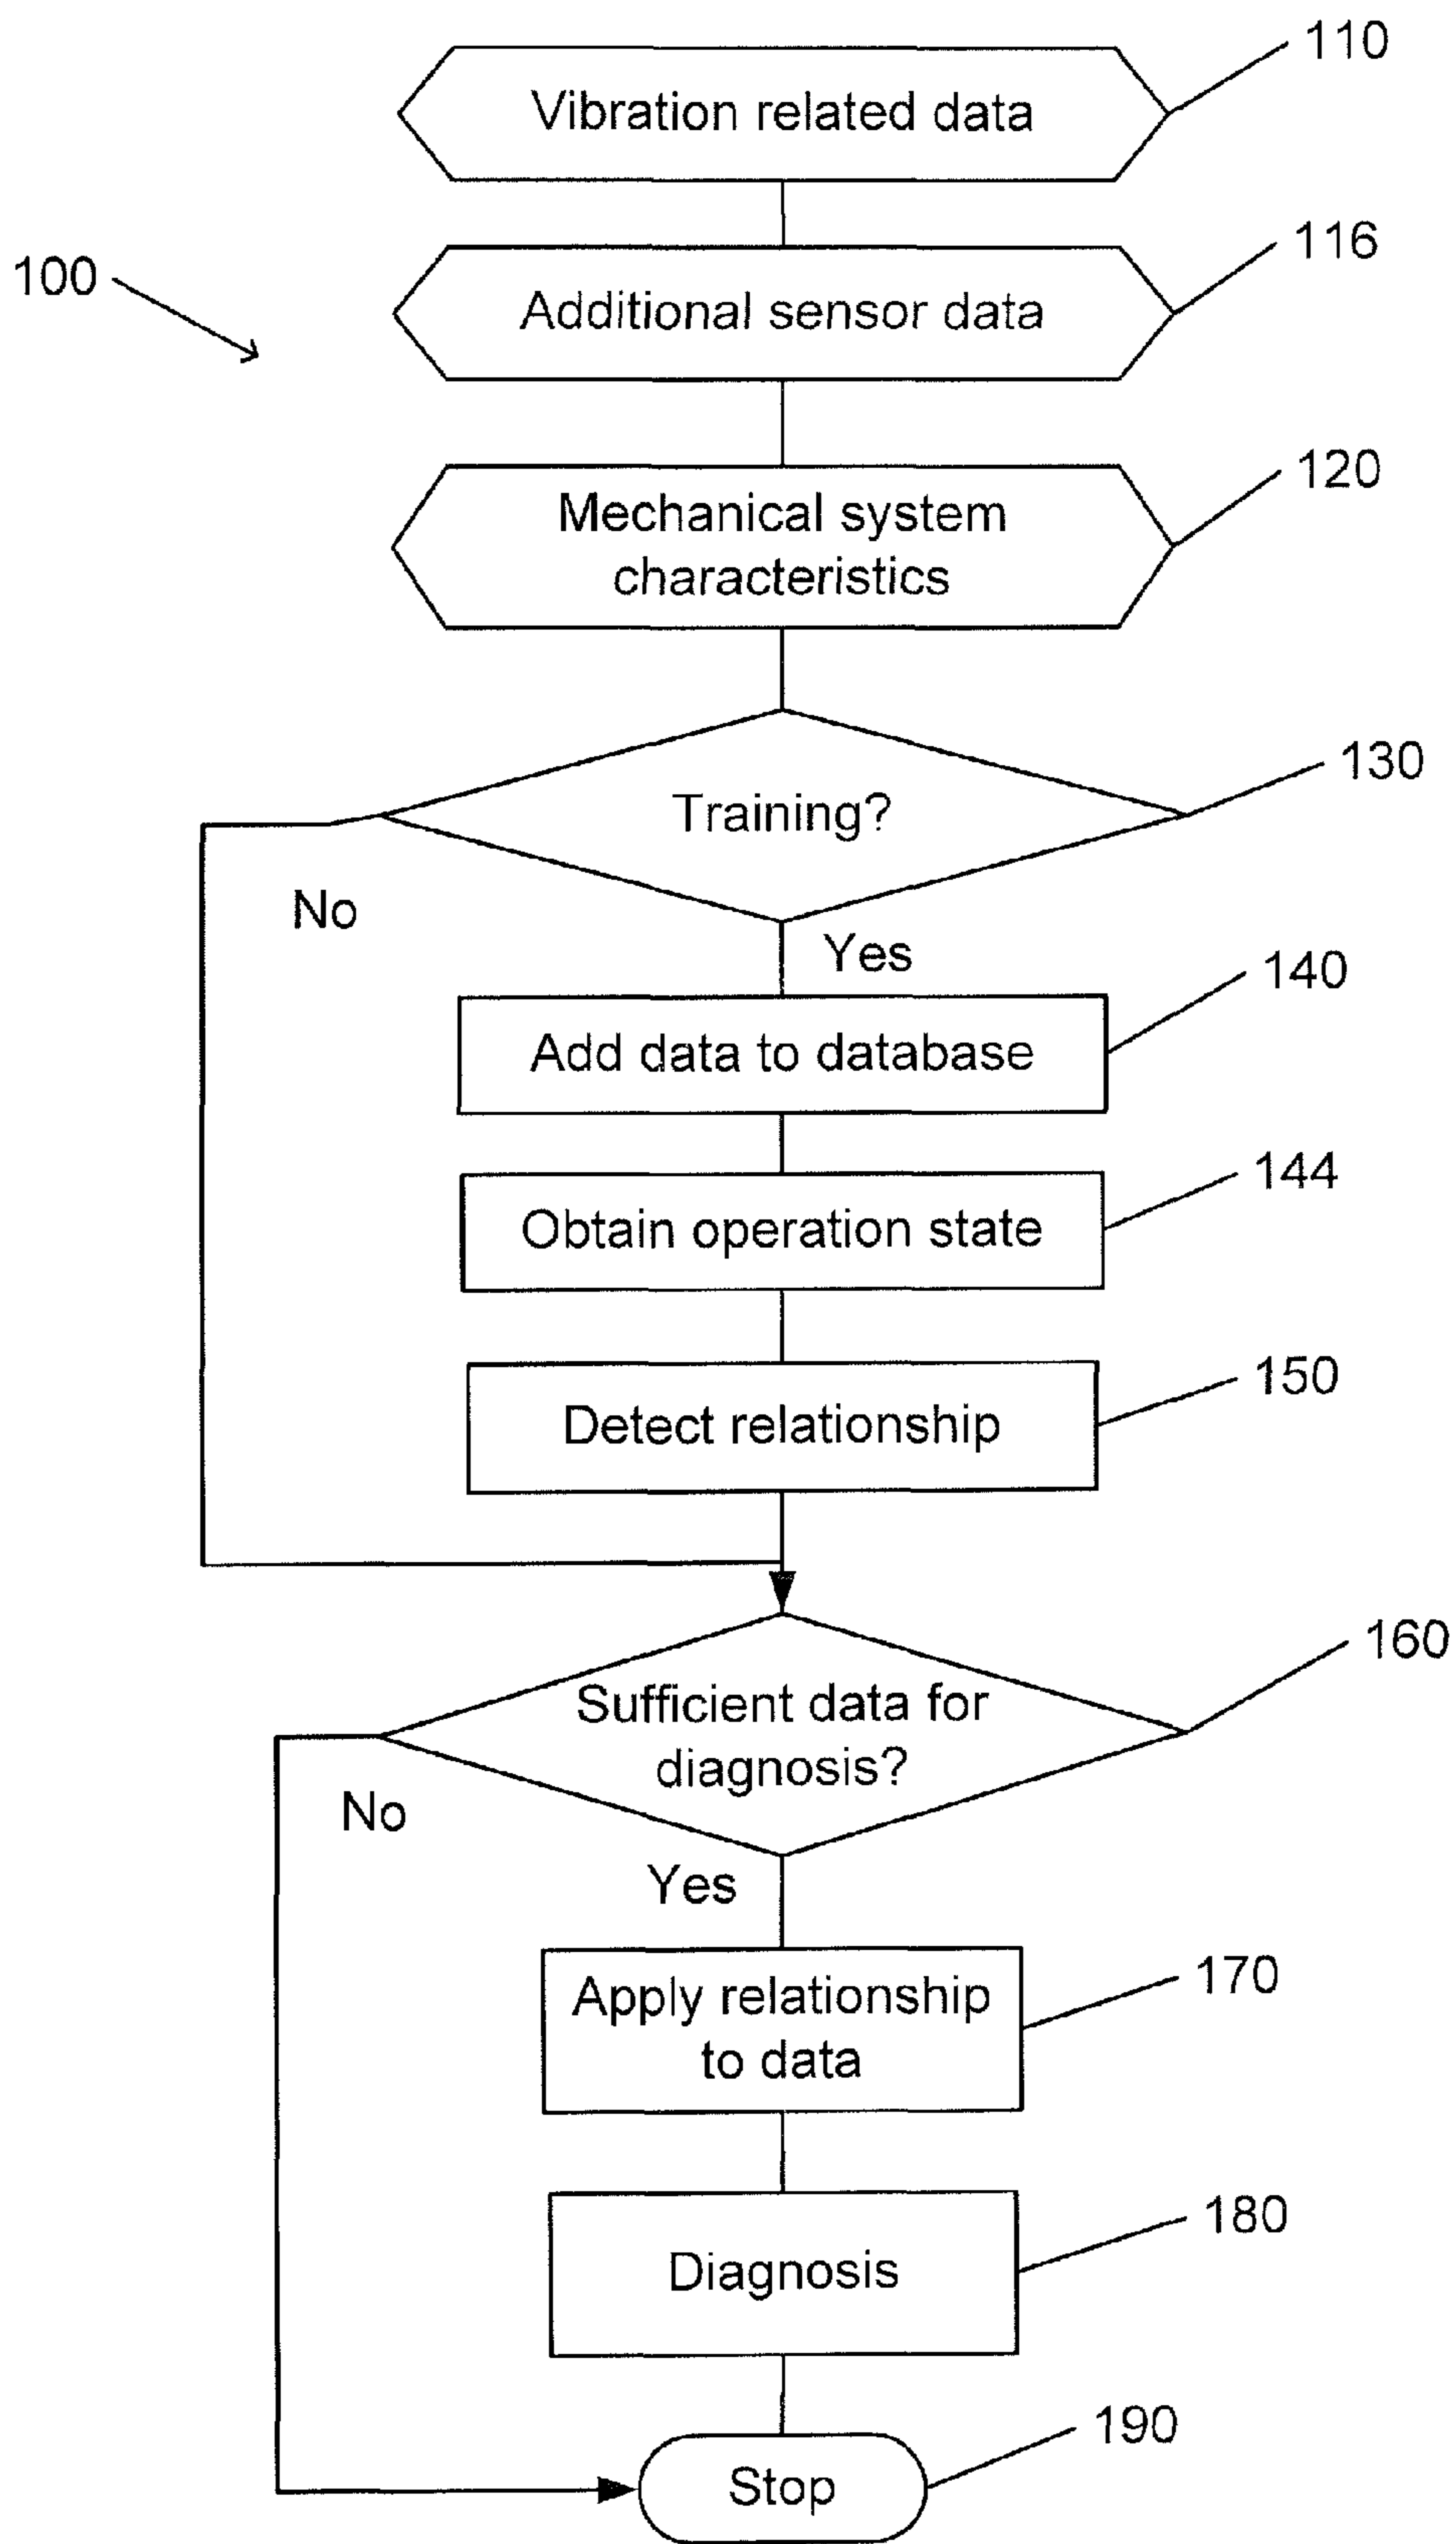 110
Vibration related data
116
100
Additional sensor data
120
Mechanical system
characteristics
130
Training?
No
Yes
140
Add data to database
144
Obtain operation state
150
Detect relationship
160
Sufficient data for
diagnosis?
No
Yes
170
Apply relationship
to data
180
Diagnosis
190
Stop